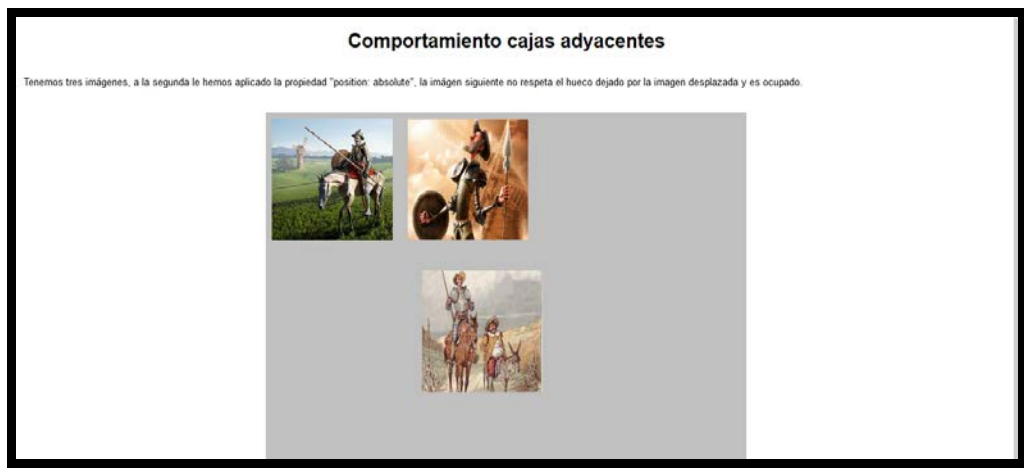 Comportamiento cajas adyacentes
Tenemos tres imágenes, a la segunda le hemos aplicado la propiedad "position: absolute", la imágen siguiente no respeta el hueco dejado por la imagen desplazada y es ocupado.